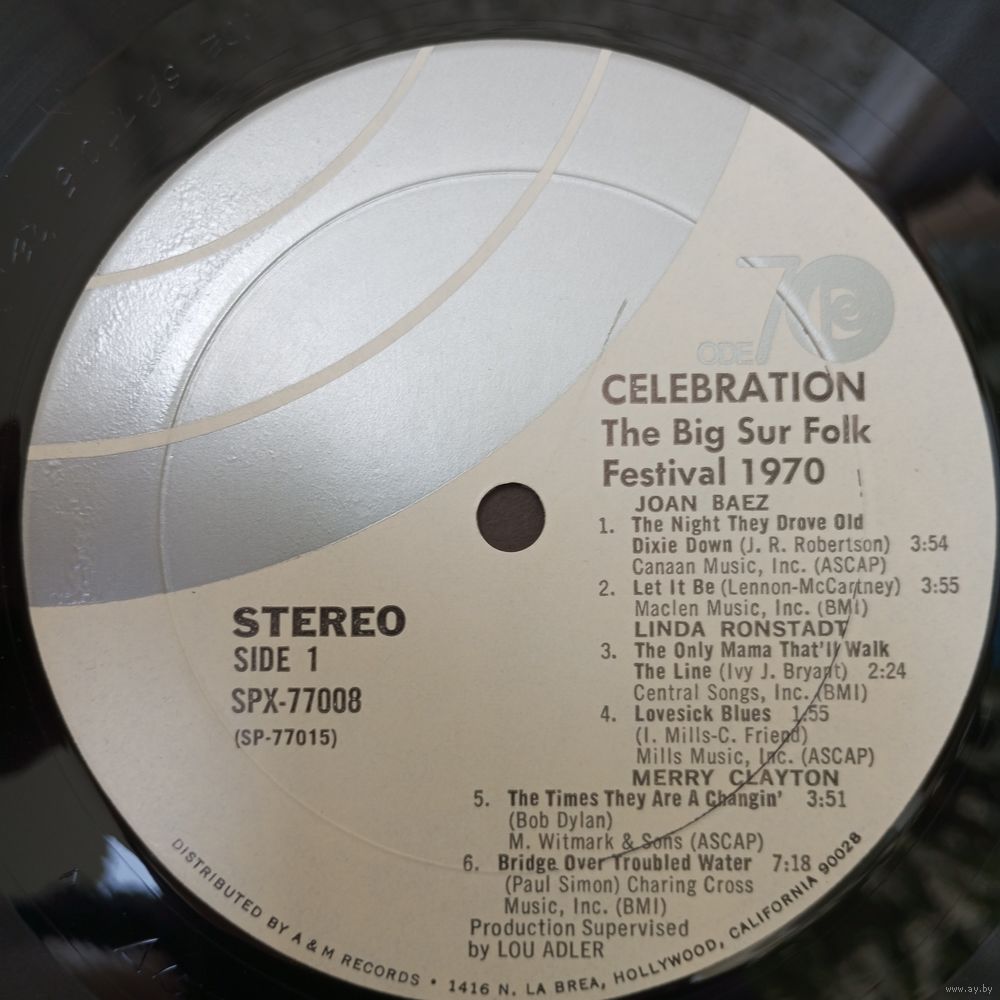 ODE 70
CELEBRATION
The Big Sur Folk
Festival 1970
JOAN BAEZ
1. The Night They Drove Old
Dixie Down (J. R. Robertson) 3:54
Canaan Music, Inc. (ASCAP)
2. Let It Be (Lennon-McCartney) 3:55
Maclen Music, Inc. (BMI)
LINDA RONSTADT
3. The Only Mama That'll Walk
The Line (Ivy J. Bryant) 2:24
Central Songs, Inc. (BMI)
4. Lovesick Blues 1:55
(I. Mills-C. Friend)
Mills Music, Inc. (ASCAP)
MERRY CLAYTON
5. The Times They Are A Changin' 3:51
(Bob Dylan)
M. Witmark & Sons (ASCAP)
6. Bridge Over Troubled Water 7:18
(Paul Simon) Charing Cross
Music, Inc. (BMI)
Production Supervised
by LOU ADLER
STEREO
SIDE 1
SPX-77008
(SP-77015)
DISTRIBUTED BY A & M RECORDS • 1416 N. LA BREA, HOLLYWOOD, CALIFORNIA 90028
www.ay.by